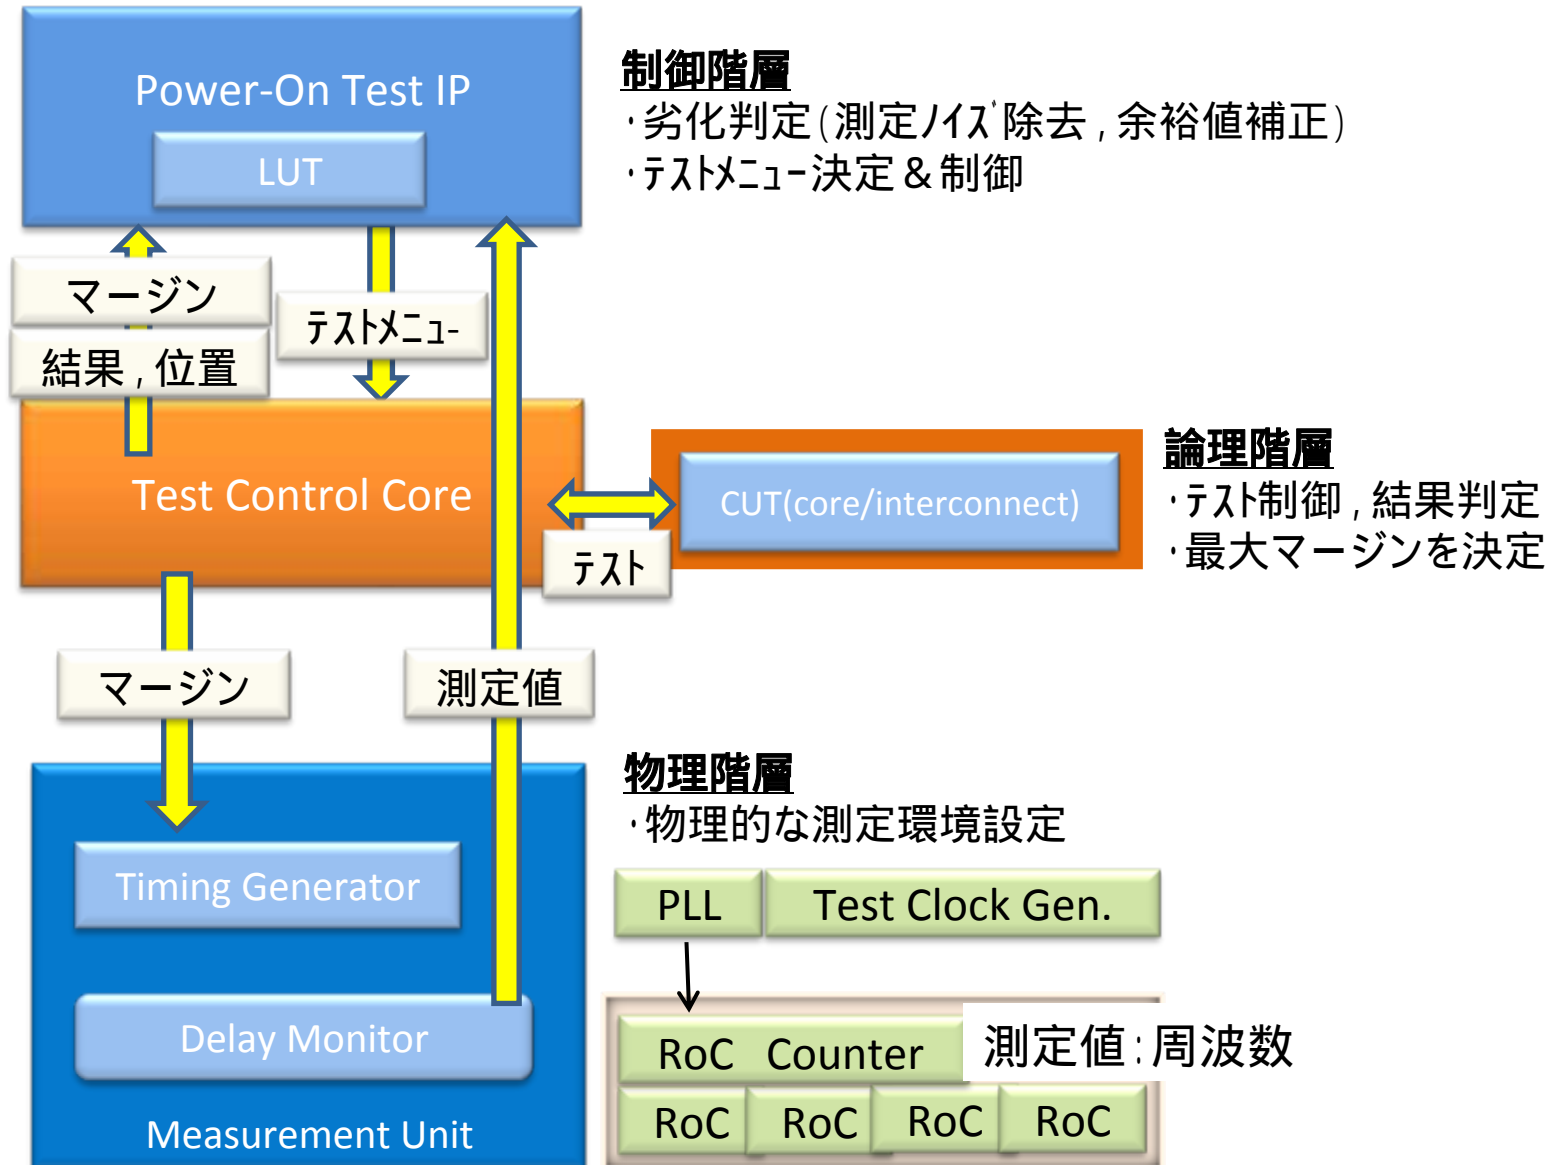 Power-On Test IP
LUT
制御階層
・劣化判定(測定ﾉｲｽﾞ除去,余裕値補正)
・ﾃｽﾄﾒﾆｭｰ決定&制御
マージン
結果,位置
ﾃｽﾄﾒﾆｭｰ
Test Control Core
テスト
CUT(core/interconnect)
論理階層
・ﾃｽﾄ制御,結果判定
・最大マージンを決定
マージン
測定値
物理階層
・物理的な測定環境設定
Timing Generator
Delay Monitor
Measurement Unit
PLL
Test Clock Gen.
RoC Counter
測定値:周波数
RoC
RoC
RoC
RoC